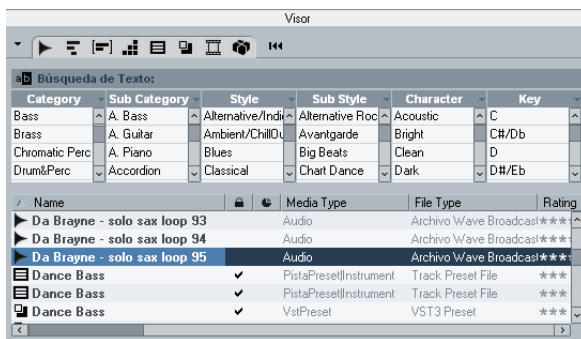 Visor
Búsqueda de Texto:
Category Sub Category Style Sub Style Character Key
Bass A. Bass Alternative/Indi Alternative Roc Acoustic C
Brass A. Guitar Ambient/ChillOu Avantgarde Bright C#/Db
Chromatic Perc A. Piano Blues Big Beats Clean D
Drum&Perc Accordion Classical Chart Dance Dark D#/Eb
Name Media Type File Type Rating
Da Brayne - solo sax loop 93 Audio Archivo Wave Broadcast ***
Da Brayne - solo sax loop 94 Audio Archivo Wave Broadcast ***
Da Brayne - solo sax loop 95 Audio Archivo Wave Broadcast ***
Dance Bass PistaPreset|Instrument Track Preset File ***
Dance Bass PistaPreset|Instrument Track Preset File ***
Dance Bass VstPreset VST3 Preset ***